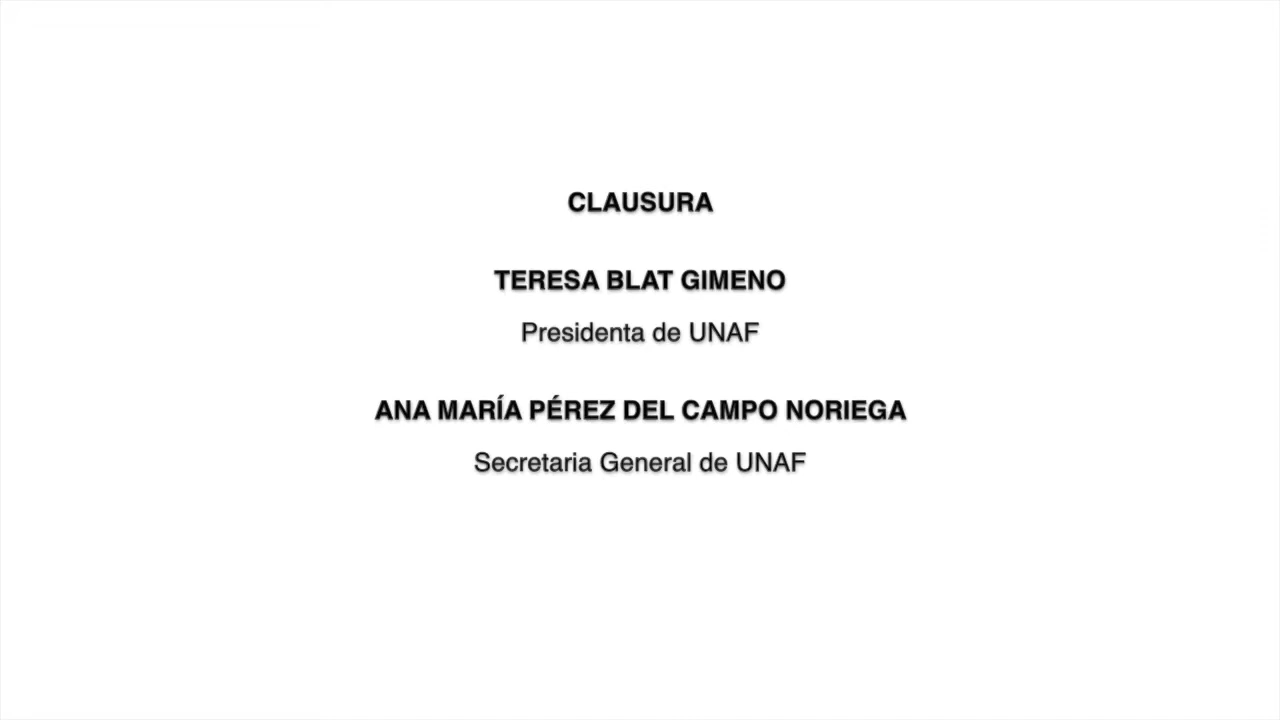 CLAUSURA
TERESA BLAT GIMENO
Presidenta de UNAF
ANA MARÍA PÉREZ DEL CAMPO NORIEGA
Secretaria General de UNAF